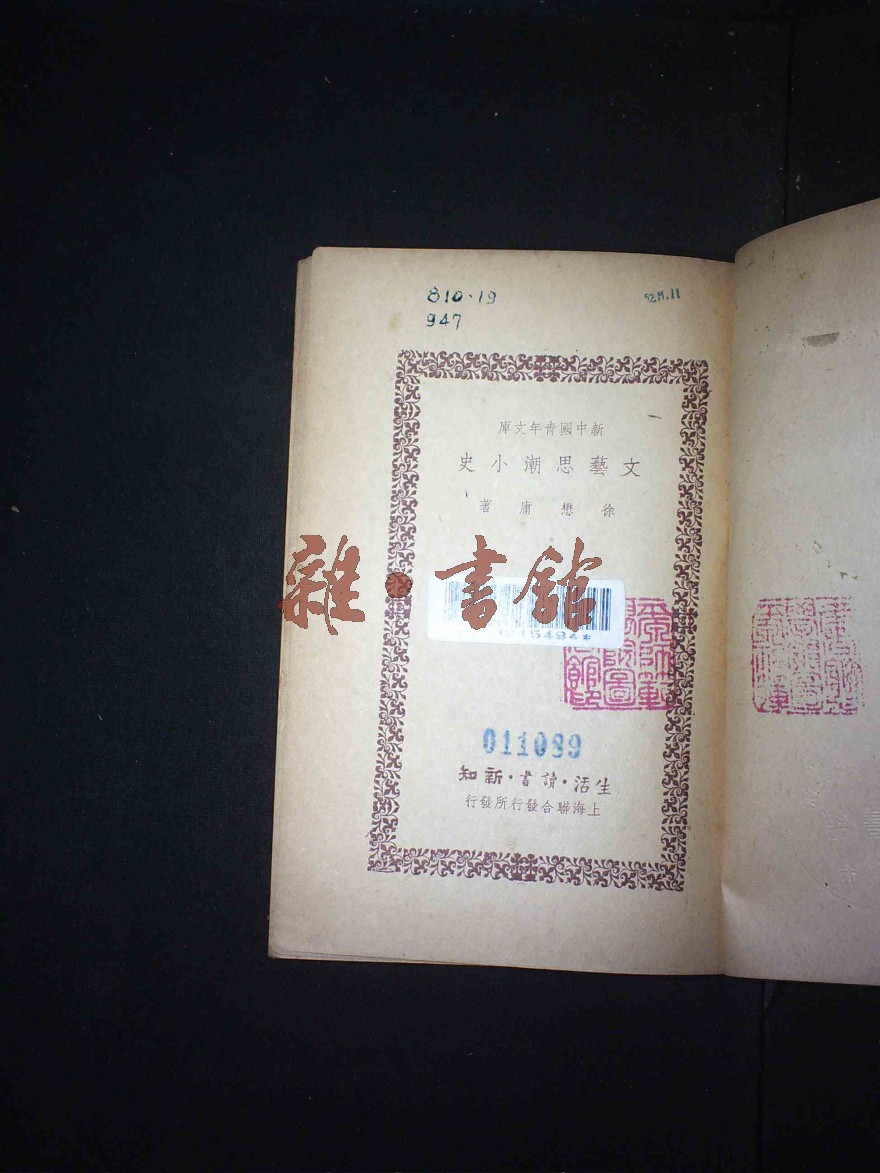 810·19
947
新中國青年文庫
文藝思潮小史
徐懋庸著
雜·書館
011089
生活·讀書·新知
上海聯合發行所發行